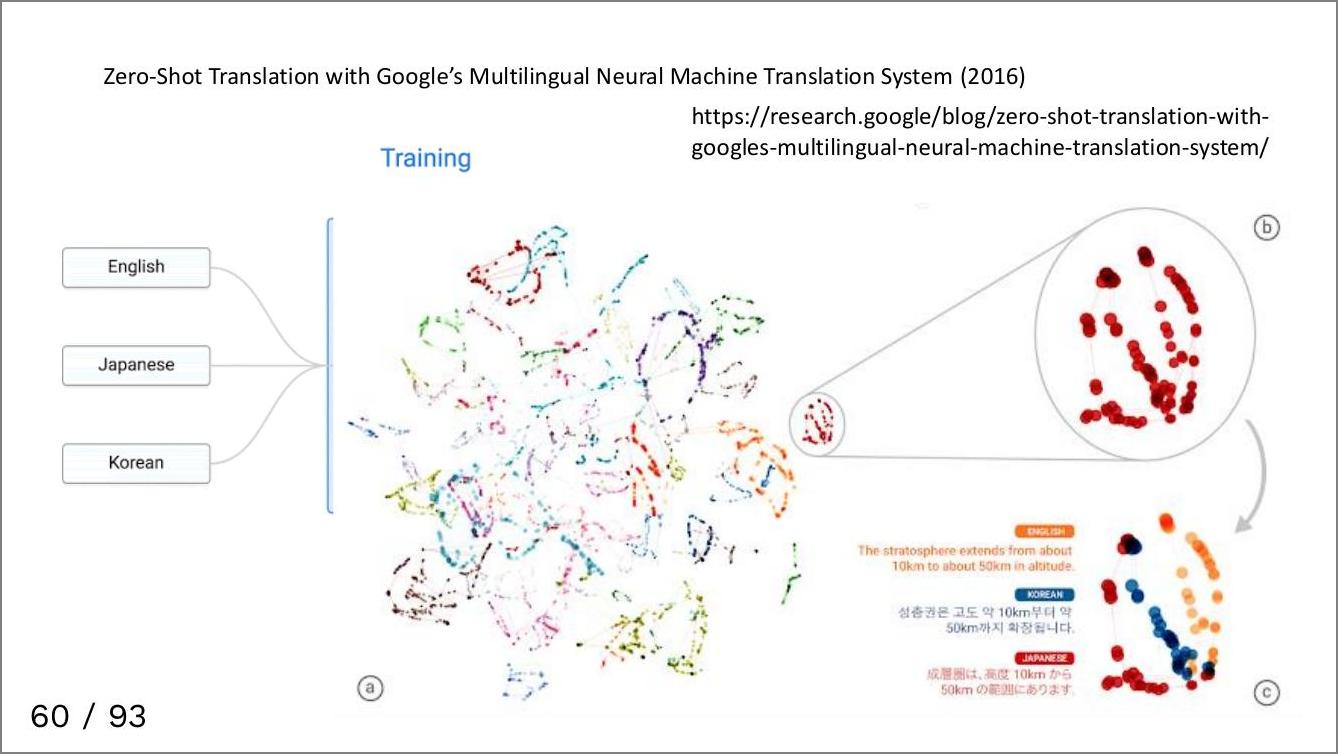 Zero-Shot Translation with Google's Multilingual Neural Machine Translation System (2016)
https://research.google/blog/zero-shot-translation-with-
googles-multilingual-neural-machine-translation-system/
Training
English
Japanese
Korean
a
b
ENGLISH
The stratosphere extends from about
10km to about 50km in altitude.
KOREAN
성층권은 고도 약 10km부터 약
50km까지 확장됩니다.
JAPANESE
成層圏は、高度 10km から
50km の範囲にあります。
c
60 / 93